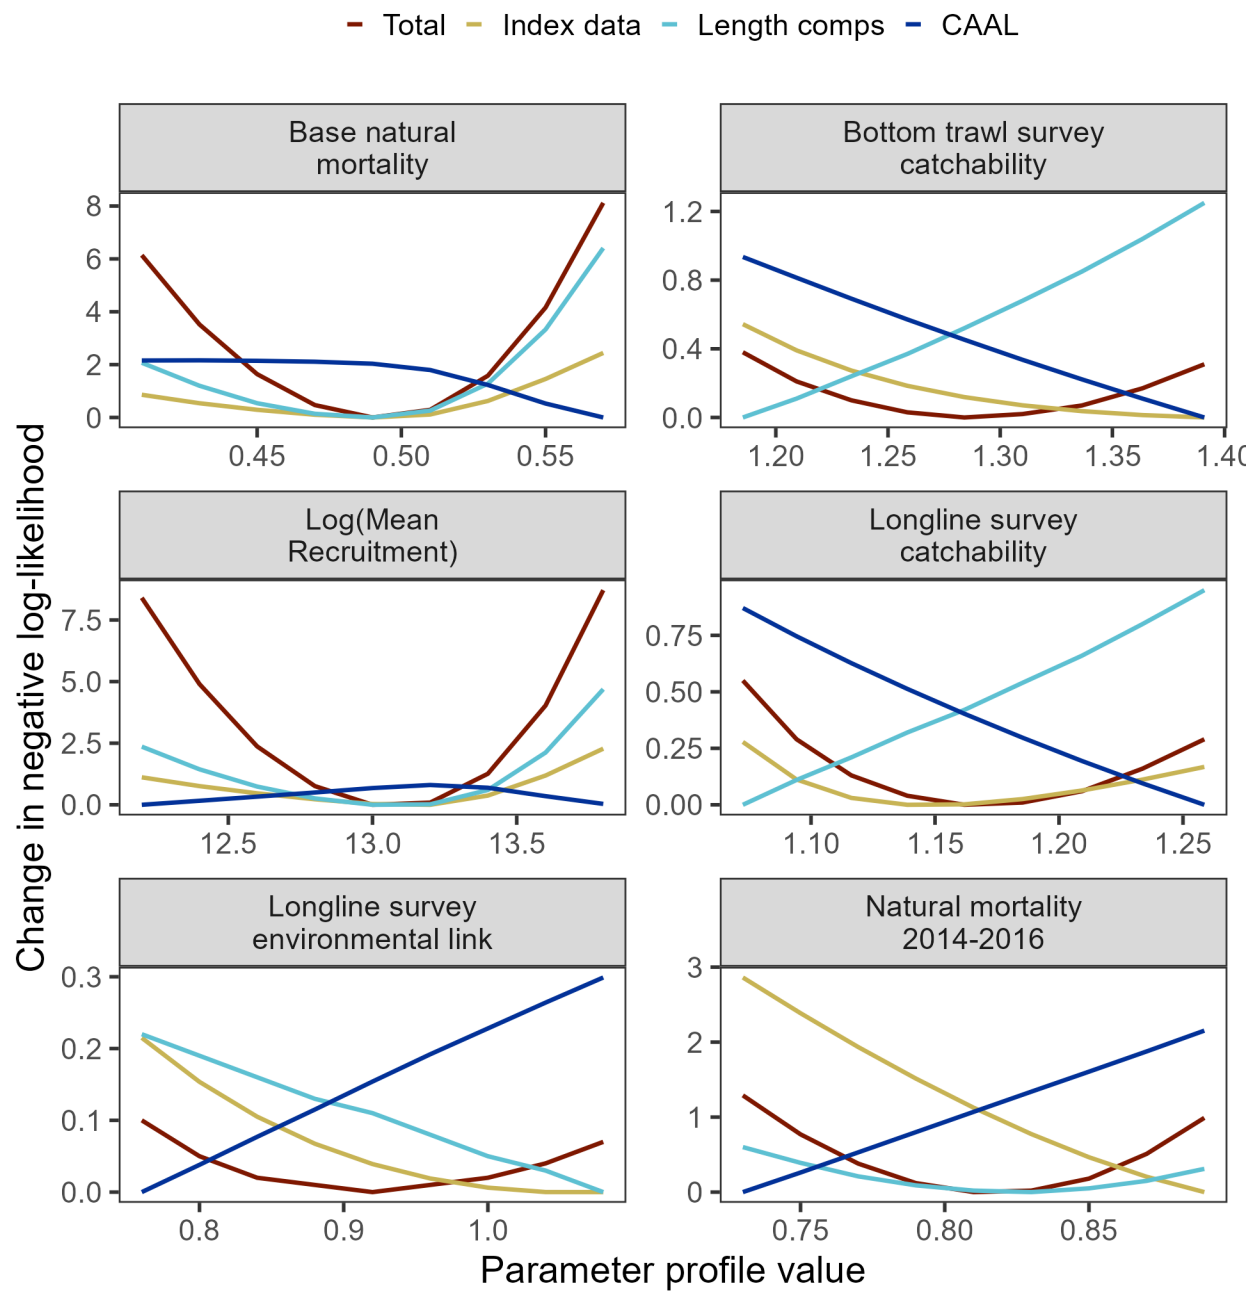 Total Index data Length comps CAAL
Base natural
mortality
Bottom trawl survey
catchability
8
6
4
2
0
0.45 0.50 0.55
1.2
0.8
0.4
0.0
1.20 1.25 1.30 1.35 1.40
Log(Mean
Recruitment)
Longline survey
catchability
7.5
5.0
2.5
0.0
12.5 13.0 13.5
0.75
0.50
0.25
0.00
1.10 1.15 1.20 1.25
Longline survey
environmental link
Natural mortality
2014-2016
0.3
0.2
0.1
0.0
0.8 0.9 1.0
3
2
1
0
0.75 0.80 0.85
Change in negative log-likelihood
Parameter profile value